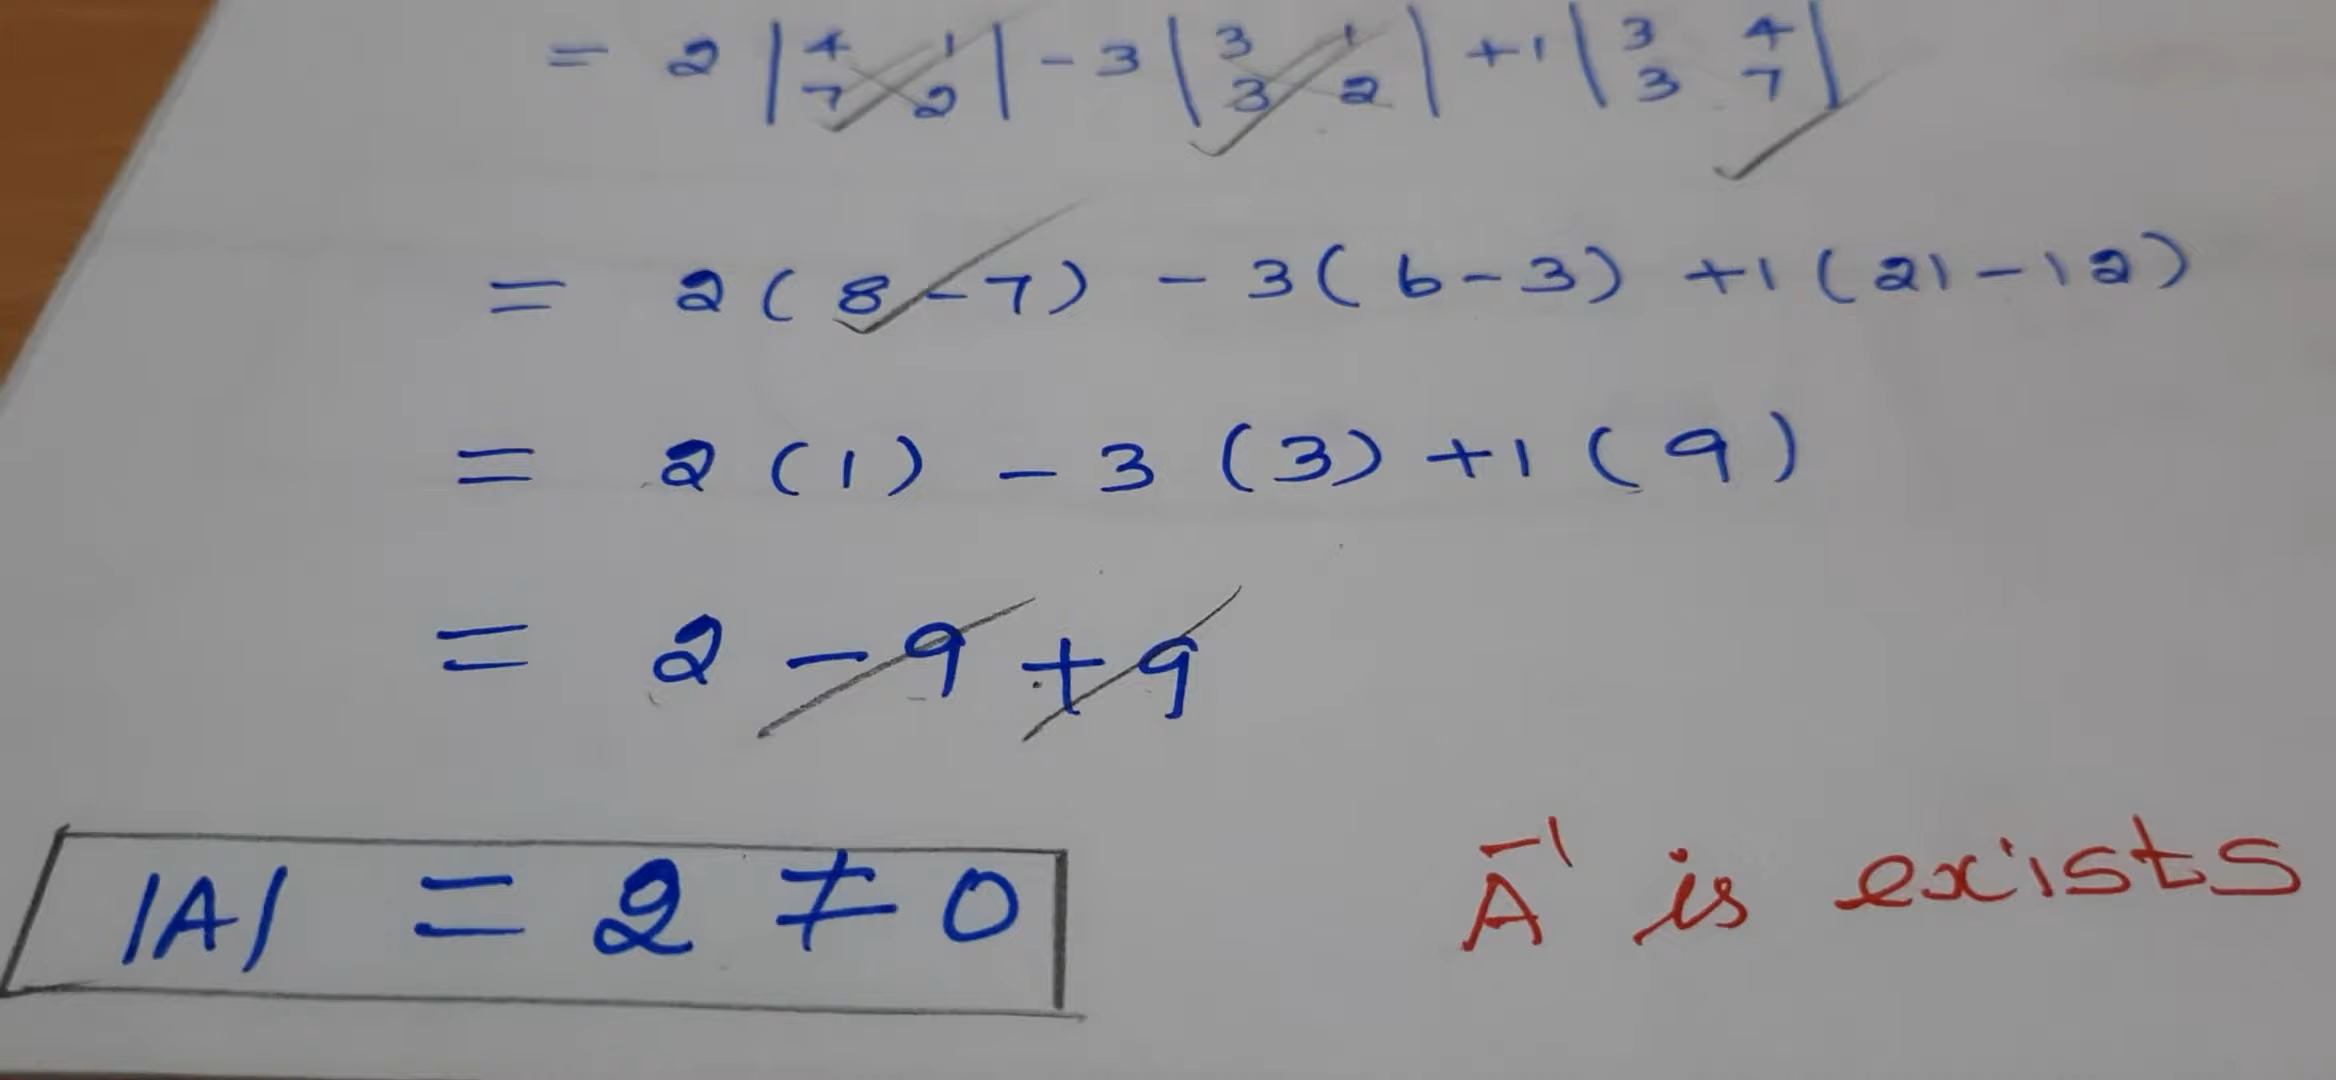 = 2 | 4 1 | - 3 | 3 1 | + 1 | 3 4 |
7 2 3 2 3 7
= 2 ( 8 - 7 ) - 3 ( 6 - 3 ) + 1 ( 21 - 12 )
= 2 ( 1 ) - 3 ( 3 ) + 1 ( 9 )
= 2 - 9 + 9
|A| = 2 ≠ 0
A⁻¹ is exists